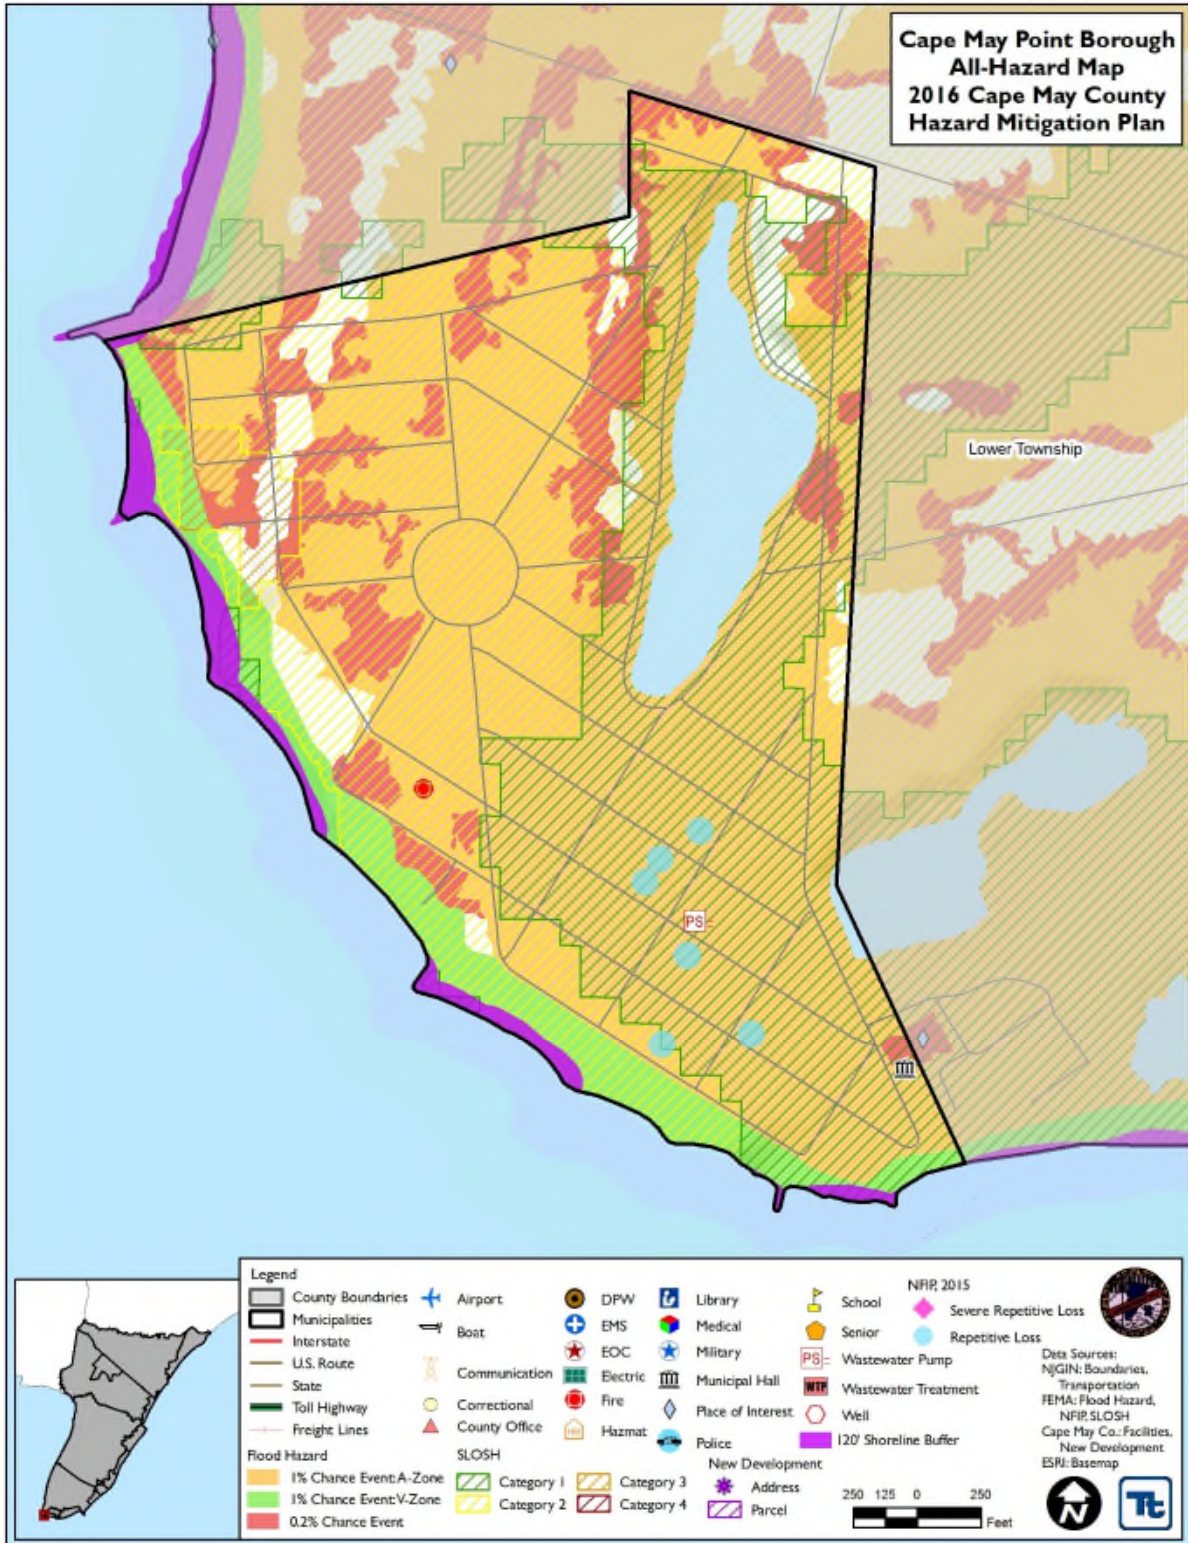 Cape May Point Borough
All-Hazard Map
2016 Cape May County
Hazard Mitigation Plan
Lower Township
PS
Legend
County Boundaries
Municipalities
Interstate
U.S. Route
State
Toll Highway
Freight Lines
Flood Hazard
1% Chance Event: A-Zone
1% Chance Event: V-Zone
0.2% Chance Event
Airport
Boat
Communication
Correctional
County Office
SLOSH
Category 1
Category 2
Category 3
Category 4
DPW
EMS
EOC
Electric
Fire
HM Hazmat
Library
Medical
Military
Municipal Hall
Place of Interest
Police
New Development
Address
Parcel
School
Senior
PS Wastewater Pump
WTP Wastewater Treatment
Well
120' Shoreline Buffer
NFIP, 2015
Severe Repetitive Loss
Repetitive Loss
250 125 0 250
Feet
Data Sources:
NJGIN: Boundaries,
Transportation
FEMA: Flood Hazard,
NFIP, SLOSH
Cape May Co.: Facilities,
New Development
ESRI: Basemap
N
Tt